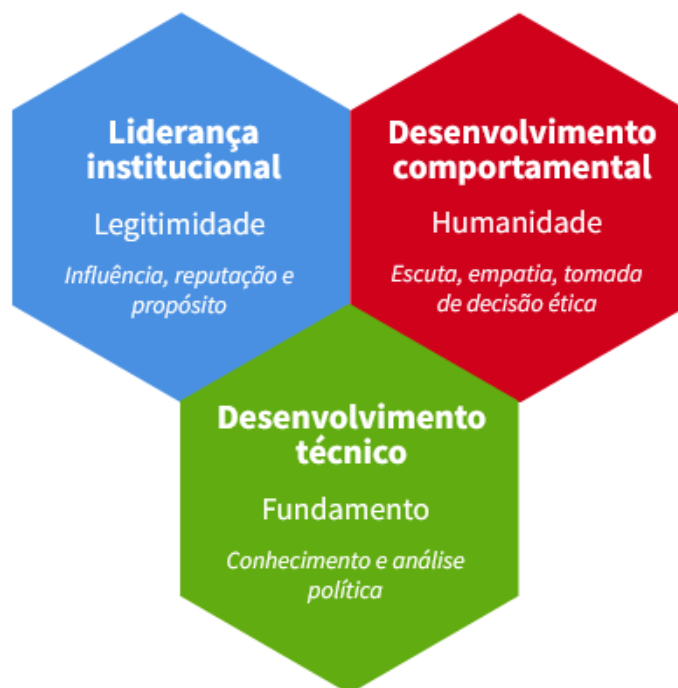 Liderança
institucional
Legitimidade
Influência, reputação e
propósito
Desenvolvimento
comportamental
Humanidade
Escuta, empatia, tomada
de decisão ética
Desenvolvimento
técnico
Fundamento
Conhecimento e análise
política